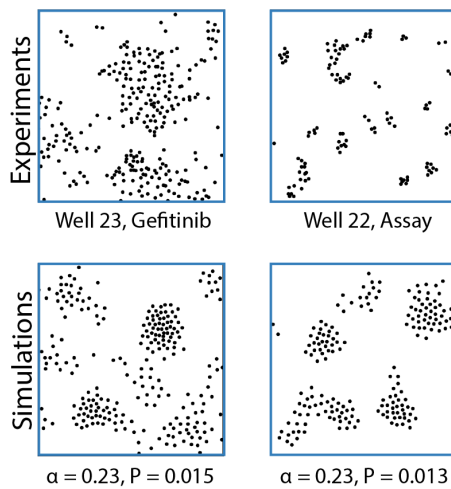 Experiments
Well 23, Gefitinib
Well 22, Assay
Simulations
α = 0.23, P = 0.015
α = 0.23, P = 0.013